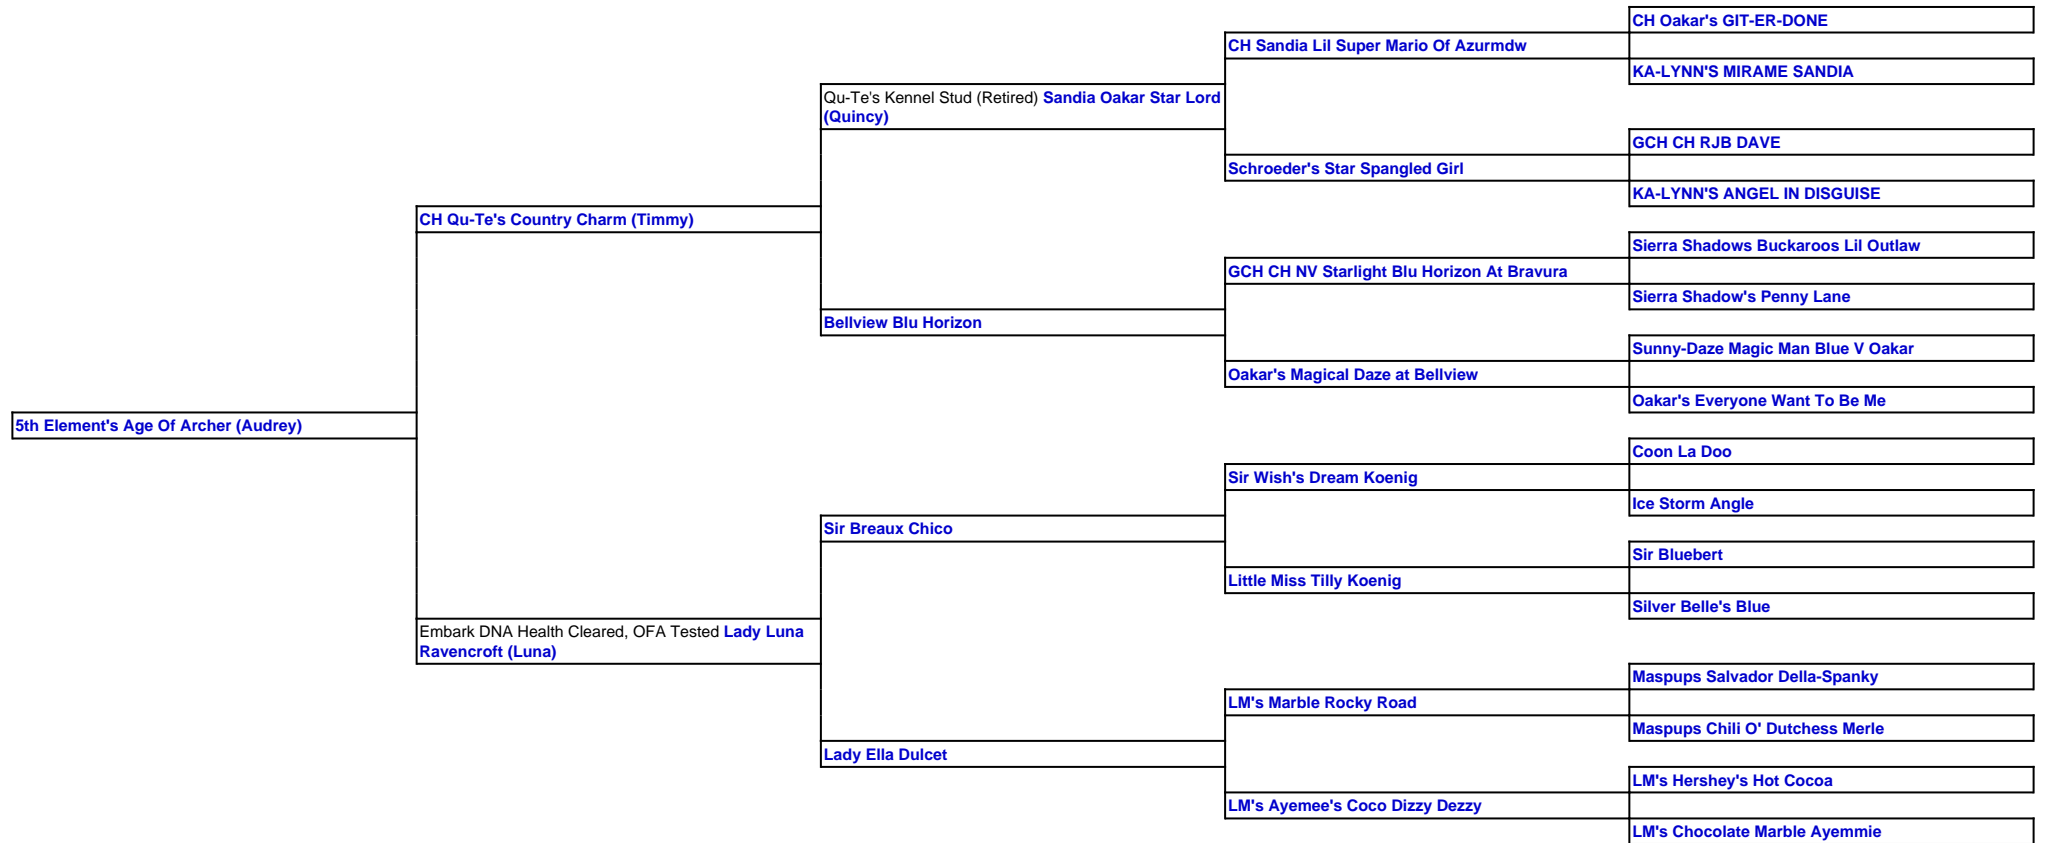 CH Oakar's GIT-ER-DONE
CH Sandia Lil Super Mario Of Azurmdw
KA-LYNN'S MIRAME SANDIA
Qu-Te's Kennel Stud (Retired) Sandia Oakar Star Lord
(Quincy)
GCH CH RJB DAVE
Schroeder's Star Spangled Girl
KA-LYNN'S ANGEL IN DISGUISE
CH Qu-Te's Country Charm (Timmy)
Sierra Shadows Buckaroos Lil Outlaw
GCH CH NV Starlight Blu Horizon At Bravura
Sierra Shadow's Penny Lane
Bellview Blu Horizon
Sunny-Daze Magic Man Blue V Oakar
Oakar's Magical Daze at Bellview
Oakar's Everyone Want To Be Me
5th Element's Age Of Archer (Audrey)
Coon La Doo
Sir Wish's Dream Koenig
Ice Storm Angle
Sir Breaux Chico
Sir Bluebert
Little Miss Tilly Koenig
Silver Belle's Blue
Embark DNA Health Cleared, OFA Tested Lady Luna
Ravencroft (Luna)
Maspups Salvador Della-Spanky
LM's Marble Rocky Road
Maspups Chili O' Dutchess Merle
Lady Ella Dulcet
LM's Hershey's Hot Cocoa
LM's Ayemee's Coco Dizzy Dezzy
LM's Chocolate Marble Ayemmie